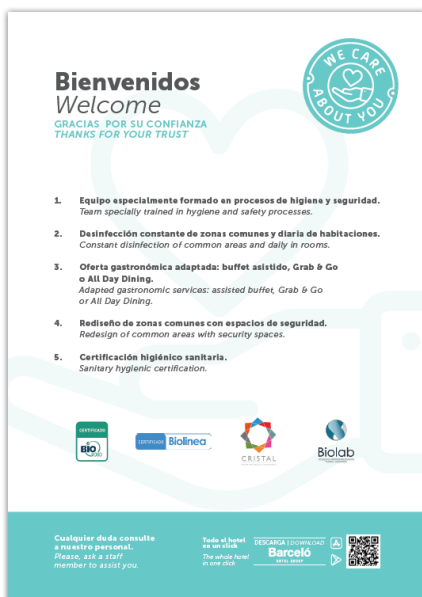 WE CARE
ABOUT YOU
Bienvenidos
Welcome
GRACIAS POR SU CONFIANZA
THANKS FOR YOUR TRUST
1. Equipo especialmente formado en procesos de higiene y seguridad.
Team specially trained in hygiene and safety processes.
2. Desinfección constante de zonas comunes y diaria de habitaciones.
Constant disinfection of common areas and daily in rooms.
3. Oferta gastronómica adaptada: buffet asistido, Grab & Go
o All Day Dining.
Adapted gastronomic services: assisted buffet, Grab & Go
or All Day Dining.
4. Rediseño de zonas comunes con espacios de seguridad.
Redesign of common areas with security spaces.
5. Certificación higiénico sanitaria.
Sanitary hygienic certification.
CERTIFICADO
BIO
CERTIFICADO Biolinea
CRISTAL
Biolab
Cualquier duda consulte
a nuestro personal.
Please, ask a staff
member to assist you.
Todo el hotel
en un click
The whole hotel
in one click
DESCARGA | DOWNLOAD
Barceló
HOTEL GROUP